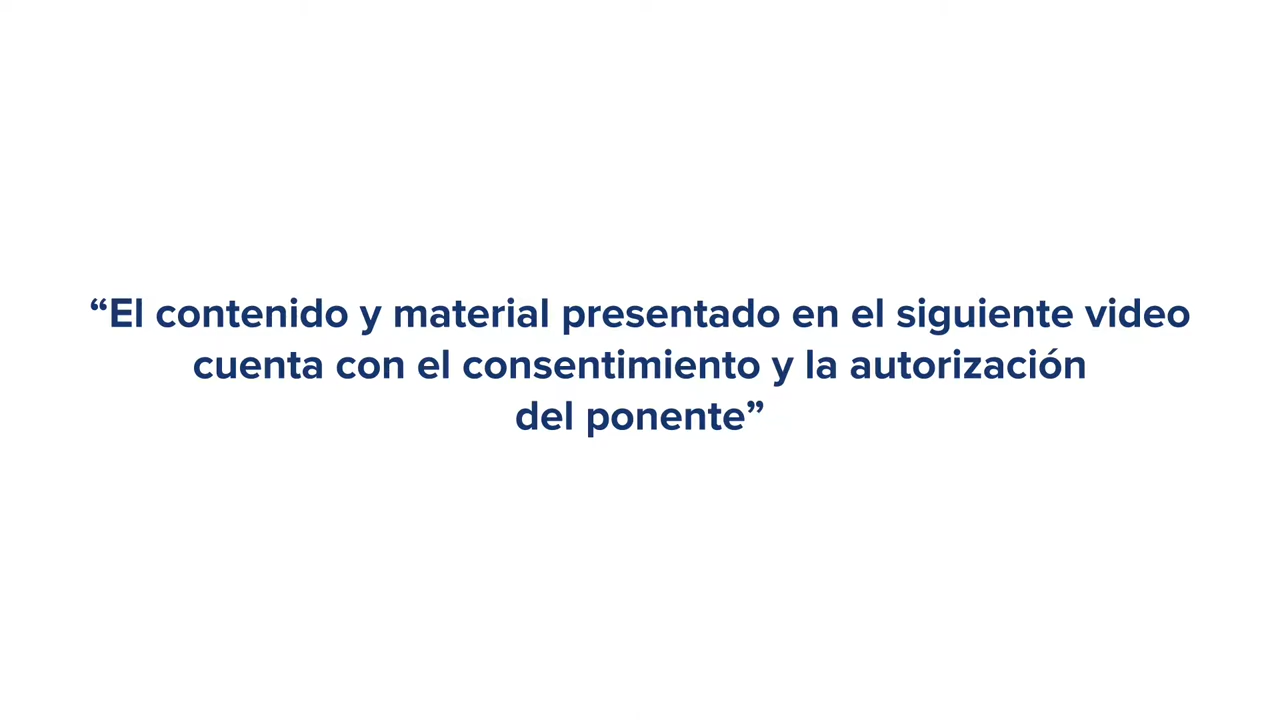 “El contenido y material presentado en el siguiente video
cuenta con el consentimiento y la autorización
del ponente”